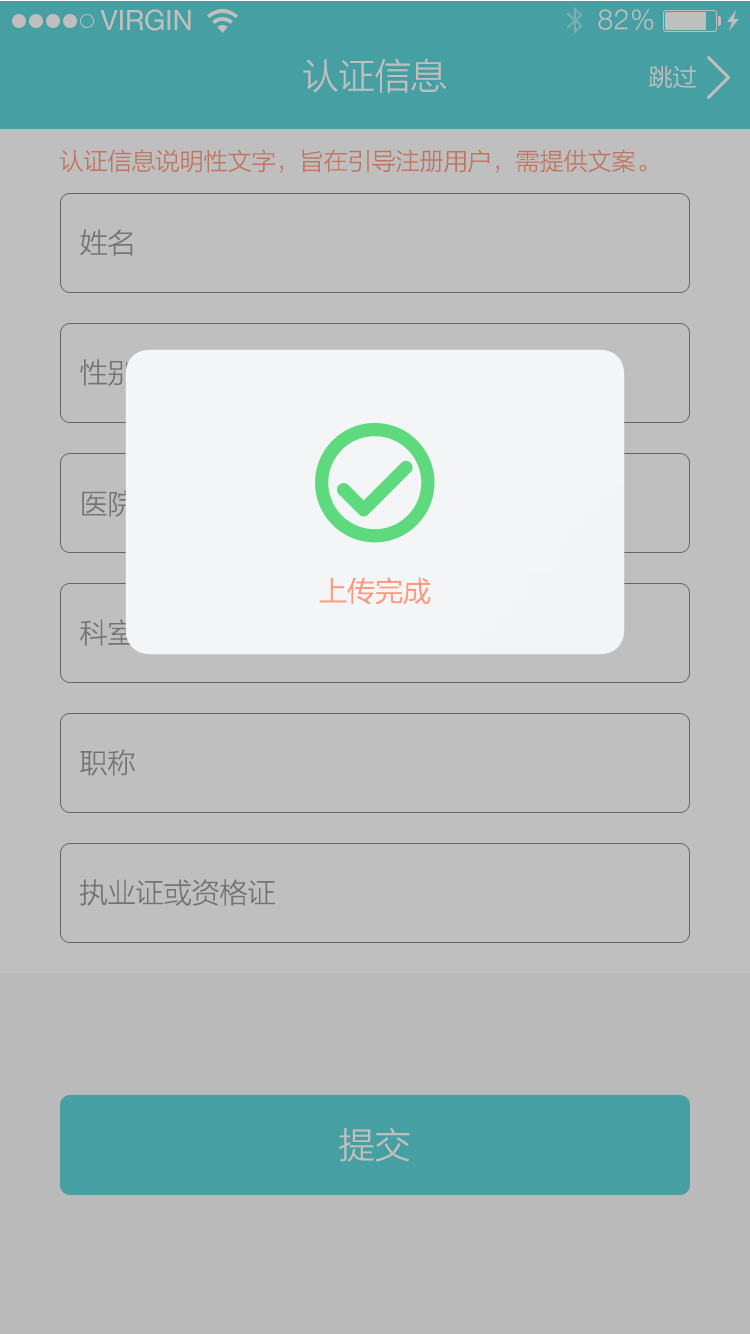 VIRGIN 82%
认证信息 跳过
认证信息说明性文字，旨在引导注册用户，需提供文案。
姓名
性别
医院
上传完成
科室
职称
执业证或资格证
提交